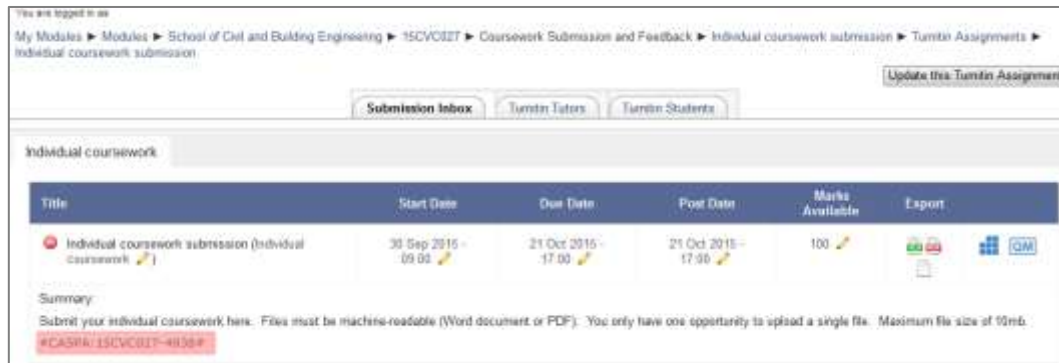 You are logged in as
My Modules ► Modules ► School of Civil and Building Engineering ► 15CVC027 ► Coursework Submission and Feedback ► Individual coursework submission ► Turnitin Assignments ►
Individual coursework submission
Update this Turnitin Assignment
Submission Inbox Turnitin Tutors Turnitin Students
Individual coursework
Title Start Date Due Date Post Date Marks Available Export
Individual coursework submission (Individual coursework) 30 Sep 2015 - 09:00 21 Oct 2015 - 17:00 21 Oct 2015 - 17:00 100 QM
Summary:
Submit your individual coursework here. Files must be machine-readable (Word document or PDF). You only have one opportunity to upload a single file. Maximum file size of 10mb.
#CASPA:15CVC027-4938#